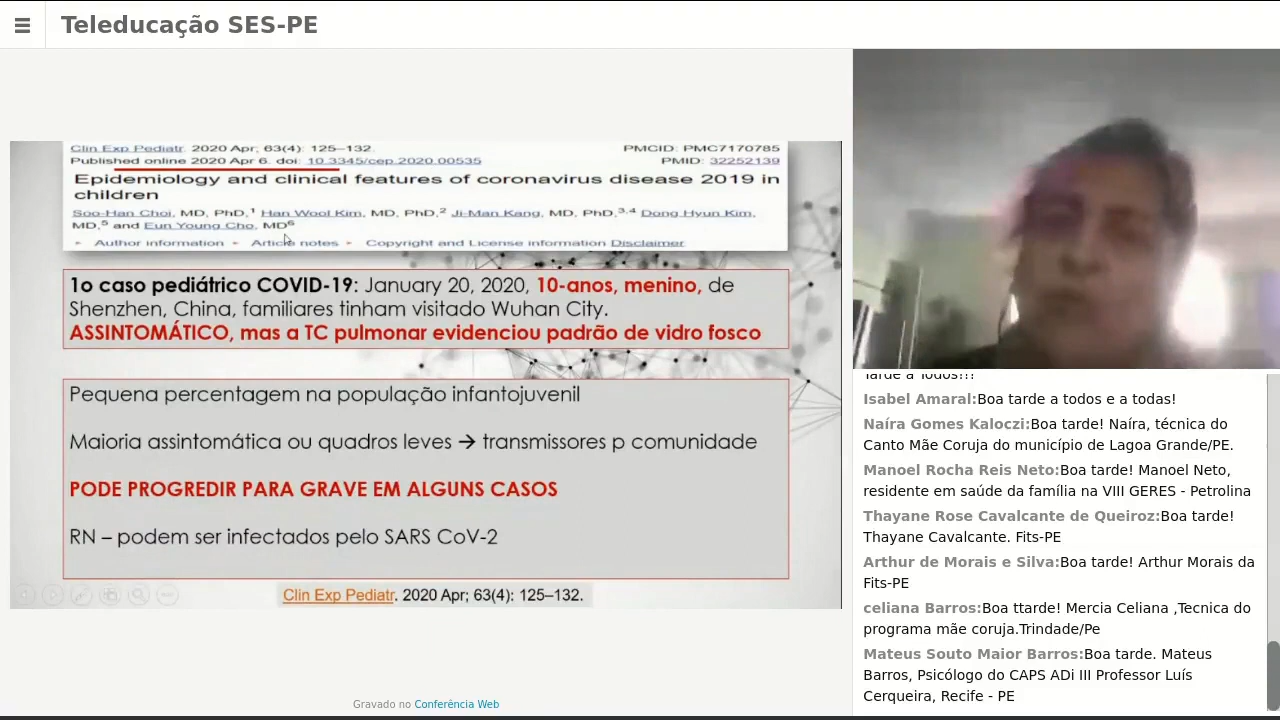 Teleducação SES-PE
Clin Exp Pediatr. 2020 Apr; 63(4): 125–132.
PMCID: PMC7170785
Published online 2020 Apr 6. doi: 10.3345/cep.2020.00535
PMID: 32252139
Epidemiology and clinical features of coronavirus disease 2019 in
children
Soo-Han Choi, MD, PhD,1 Han Wool Kim, MD, PhD,2 Ji-Man Kang, MD, PhD,3,4 Dong Hyun Kim,
MD,5 and Eun Young Cho, MD6
Author information Article notes Copyright and License information Disclaimer
1o caso pediátrico COVID-19: January 20, 2020, 10-anos, menino, de
Shenzhen, China, familiares tinham visitado Wuhan City.
ASSINTOMÁTICO, mas a TC pulmonar evidenciou padrão de vidro fosco
Pequena percentagem na população infantojuvenil
Maioria assintomática ou quadros leves → transmissores p comunidade
PODE PROGREDIR PARA GRAVE EM ALGUNS CASOS
RN – podem ser infectados pelo SARS CoV-2
Clin Exp Pediatr. 2020 Apr; 63(4): 125–132.
Gravado no Conferência Web
Tarde a Todos!!!
Isabel Amaral:Boa tarde a todos e a todas!
Naíra Gomes Kaloczi:Boa tarde! Naíra, técnica do
Canto Mãe Coruja do município de Lagoa Grande/PE.
Manoel Rocha Reis Neto:Boa tarde! Manoel Neto,
residente em saúde da família na VIII GERES - Petrolina
Thayane Rose Cavalcante de Queiroz:Boa tarde!
Thayane Cavalcante. Fits-PE
Arthur de Morais e Silva:Boa tarde! Arthur Morais da
Fits-PE
celiana Barros:Boa ttarde! Mercia Celiana ,Tecnica do
programa mãe coruja.Trindade/Pe
Mateus Souto Maior Barros:Boa tarde. Mateus
Barros, Psicólogo do CAPS ADi III Professor Luís
Cerqueira, Recife - PE